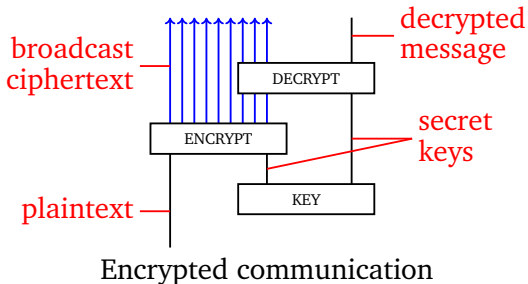 decrypted
message
broadcast
ciphertext
DECRYPT
ENCRYPT
secret
keys
plaintext
KEY
Encrypted communication